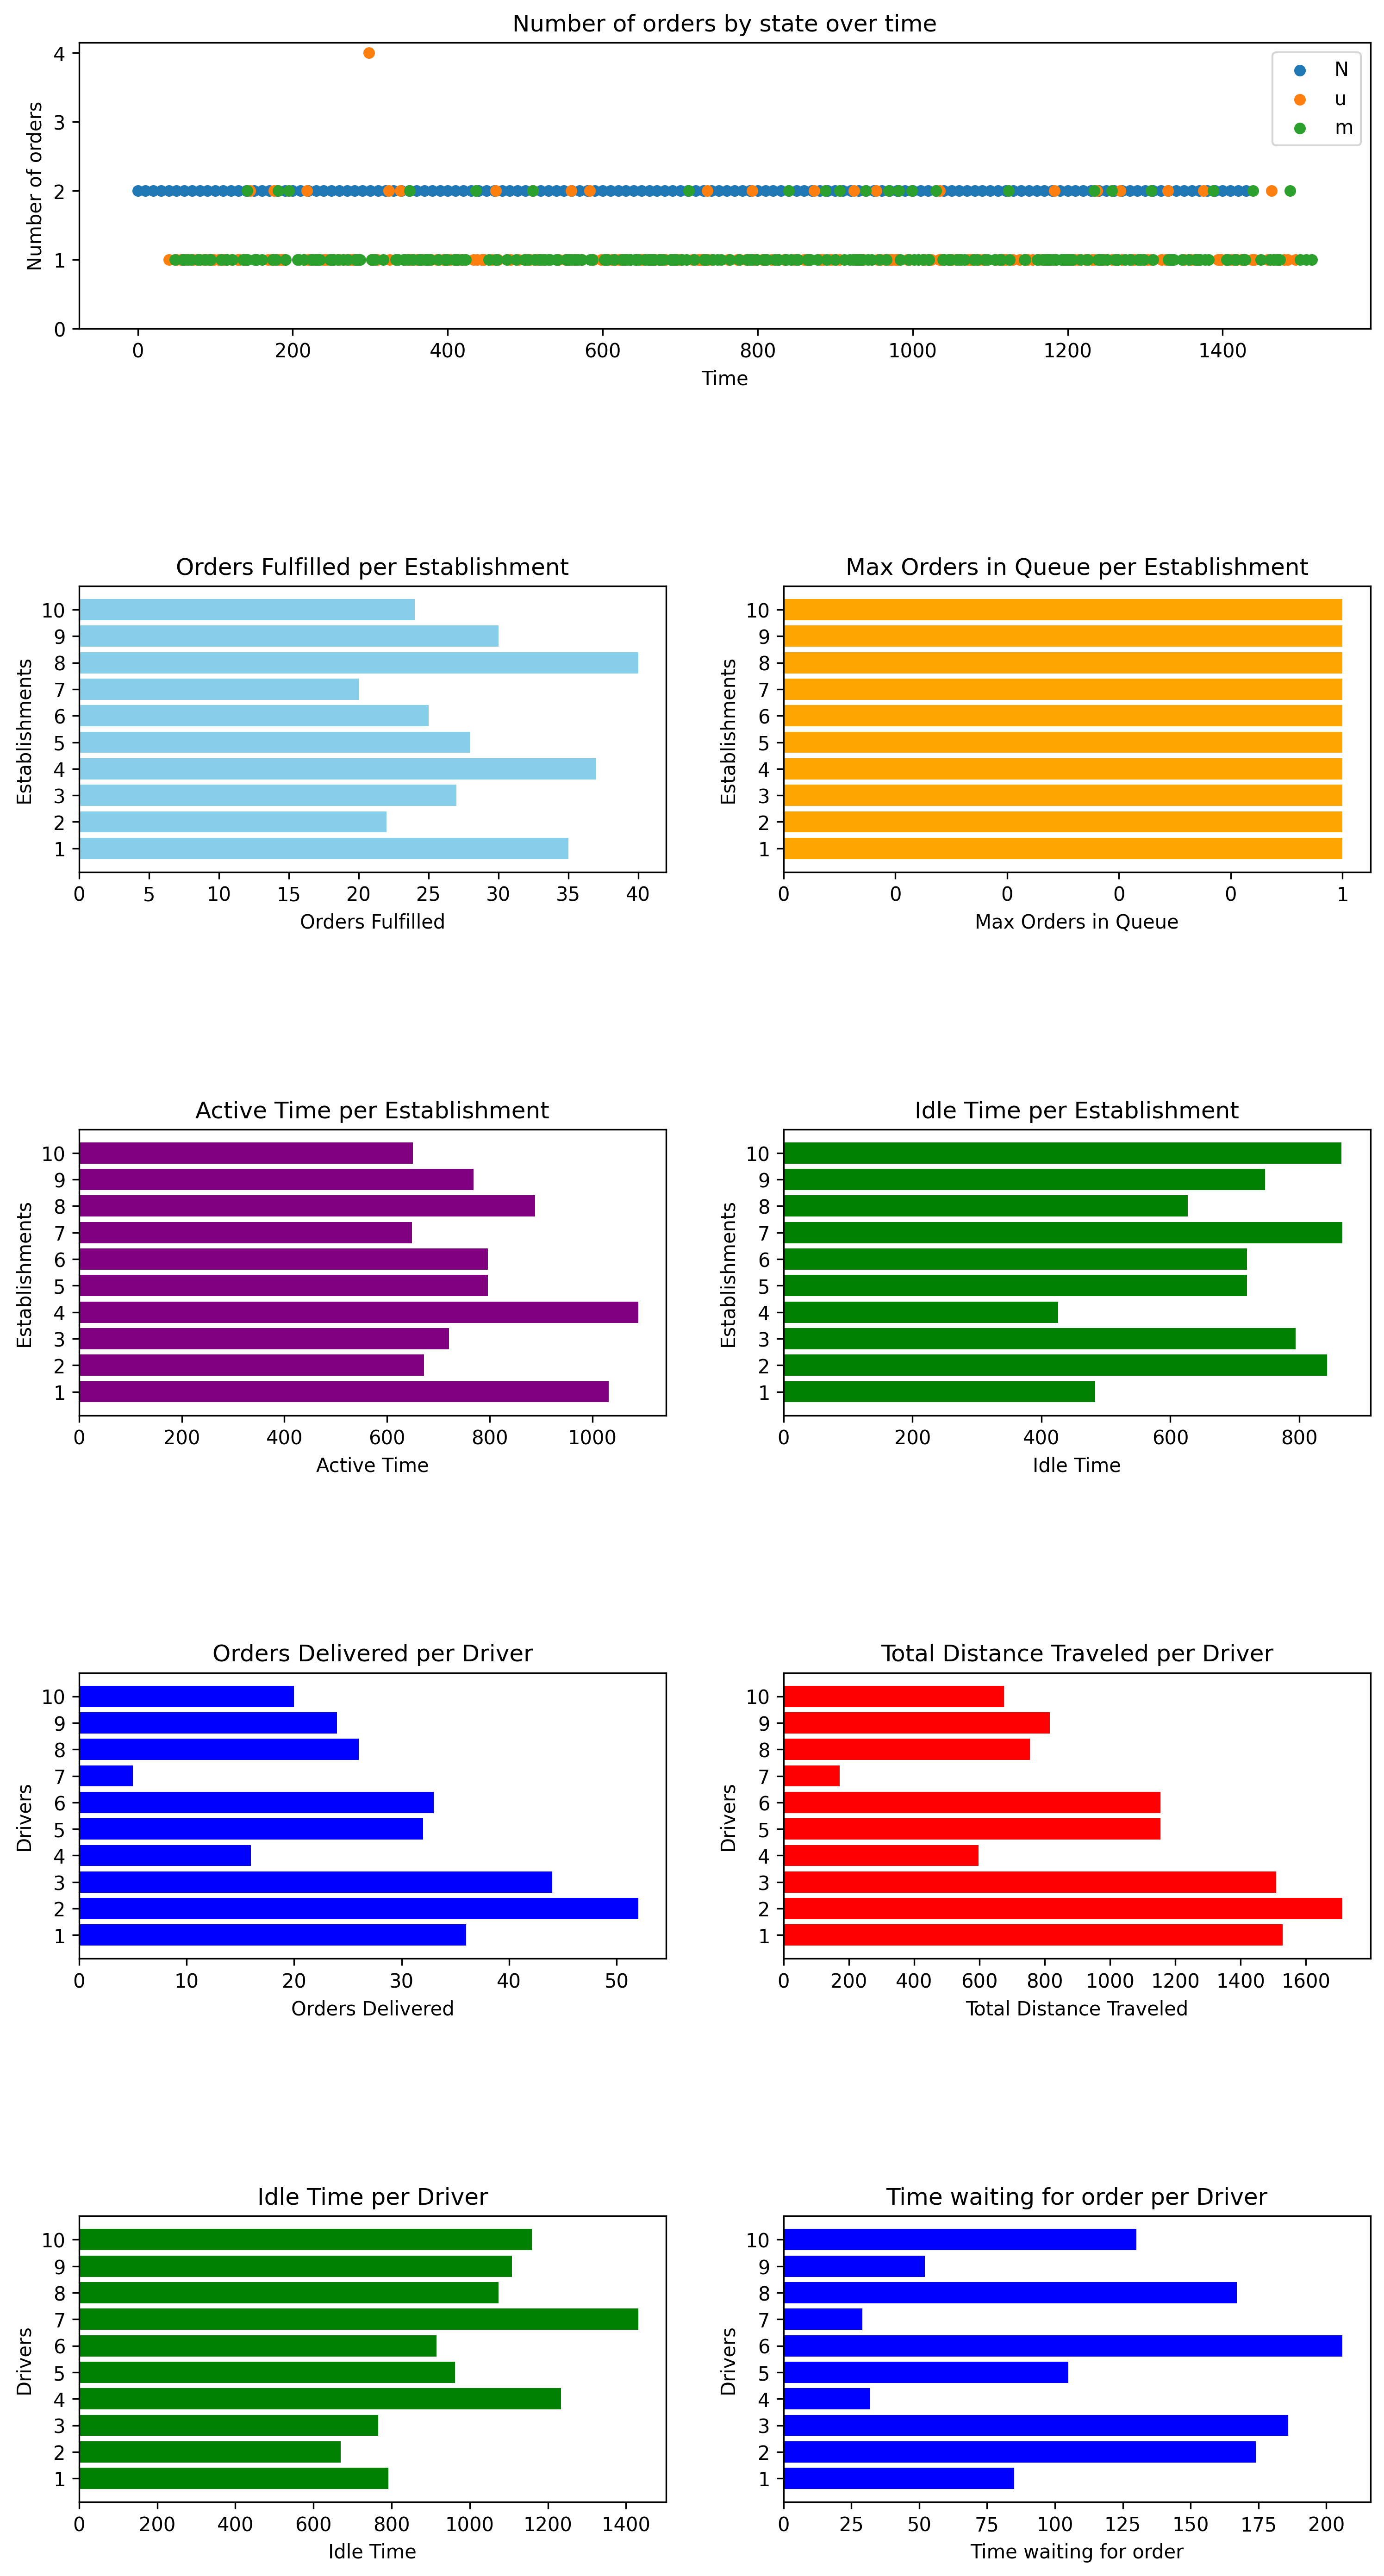 Number of orders by state over time
4
3
2
1
0
Number of orders
N
u
m
0 200 400 600 800 1000 1200 1400
Time
Orders Fulfilled per Establishment
10
9
8
7
6
5
4
3
2
1
Establishments
0 5 10 15 20 25 30 35 40
Orders Fulfilled
Max Orders in Queue per Establishment
10
9
8
7
6
5
4
3
2
1
Establishments
0 0 0 0 0 1
Max Orders in Queue
Active Time per Establishment
10
9
8
7
6
5
4
3
2
1
Establishments
0 200 400 600 800 1000
Active Time
Idle Time per Establishment
10
9
8
7
6
5
4
3
2
1
Establishments
0 200 400 600 800
Idle Time
Orders Delivered per Driver
10
9
8
7
6
5
4
3
2
1
Drivers
0 10 20 30 40 50
Orders Delivered
Total Distance Traveled per Driver
10
9
8
7
6
5
4
3
2
1
Drivers
0 200 400 600 800 1000 1200 1400 1600
Total Distance Traveled
Idle Time per Driver
10
9
8
7
6
5
4
3
2
1
Drivers
0 200 400 600 800 1000 1200 1400
Idle Time
Time waiting for order per Driver
10
9
8
7
6
5
4
3
2
1
Drivers
0 25 50 75 100 125 150 175 200
Time waiting for order